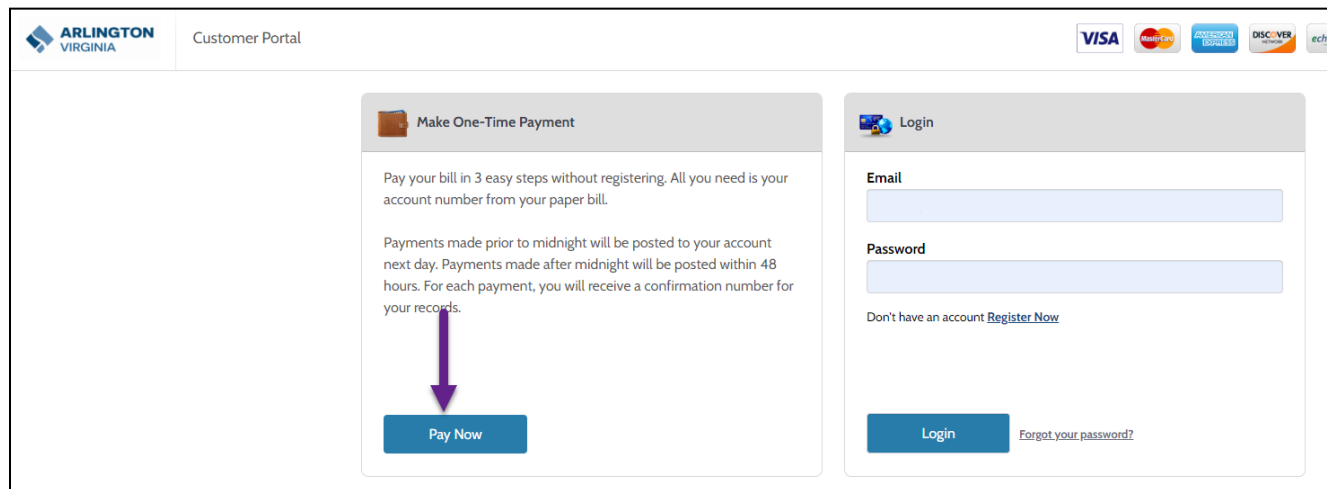 ARLINGTON
VIRGINIA
Customer Portal
VISA
MasterCard
AMERICAN EXPRESS
DISCOVER
NETWORK
Make One-Time Payment
Pay your bill in 3 easy steps without registering. All you need is your
account number from your paper bill.
Payments made prior to midnight will be posted to your account
next day. Payments made after midnight will be posted within 48
hours. For each payment, you will receive a confirmation number for
your records.
Pay Now
Login
Email
Password
Don't have an account Register Now
Login
Forgot your password?